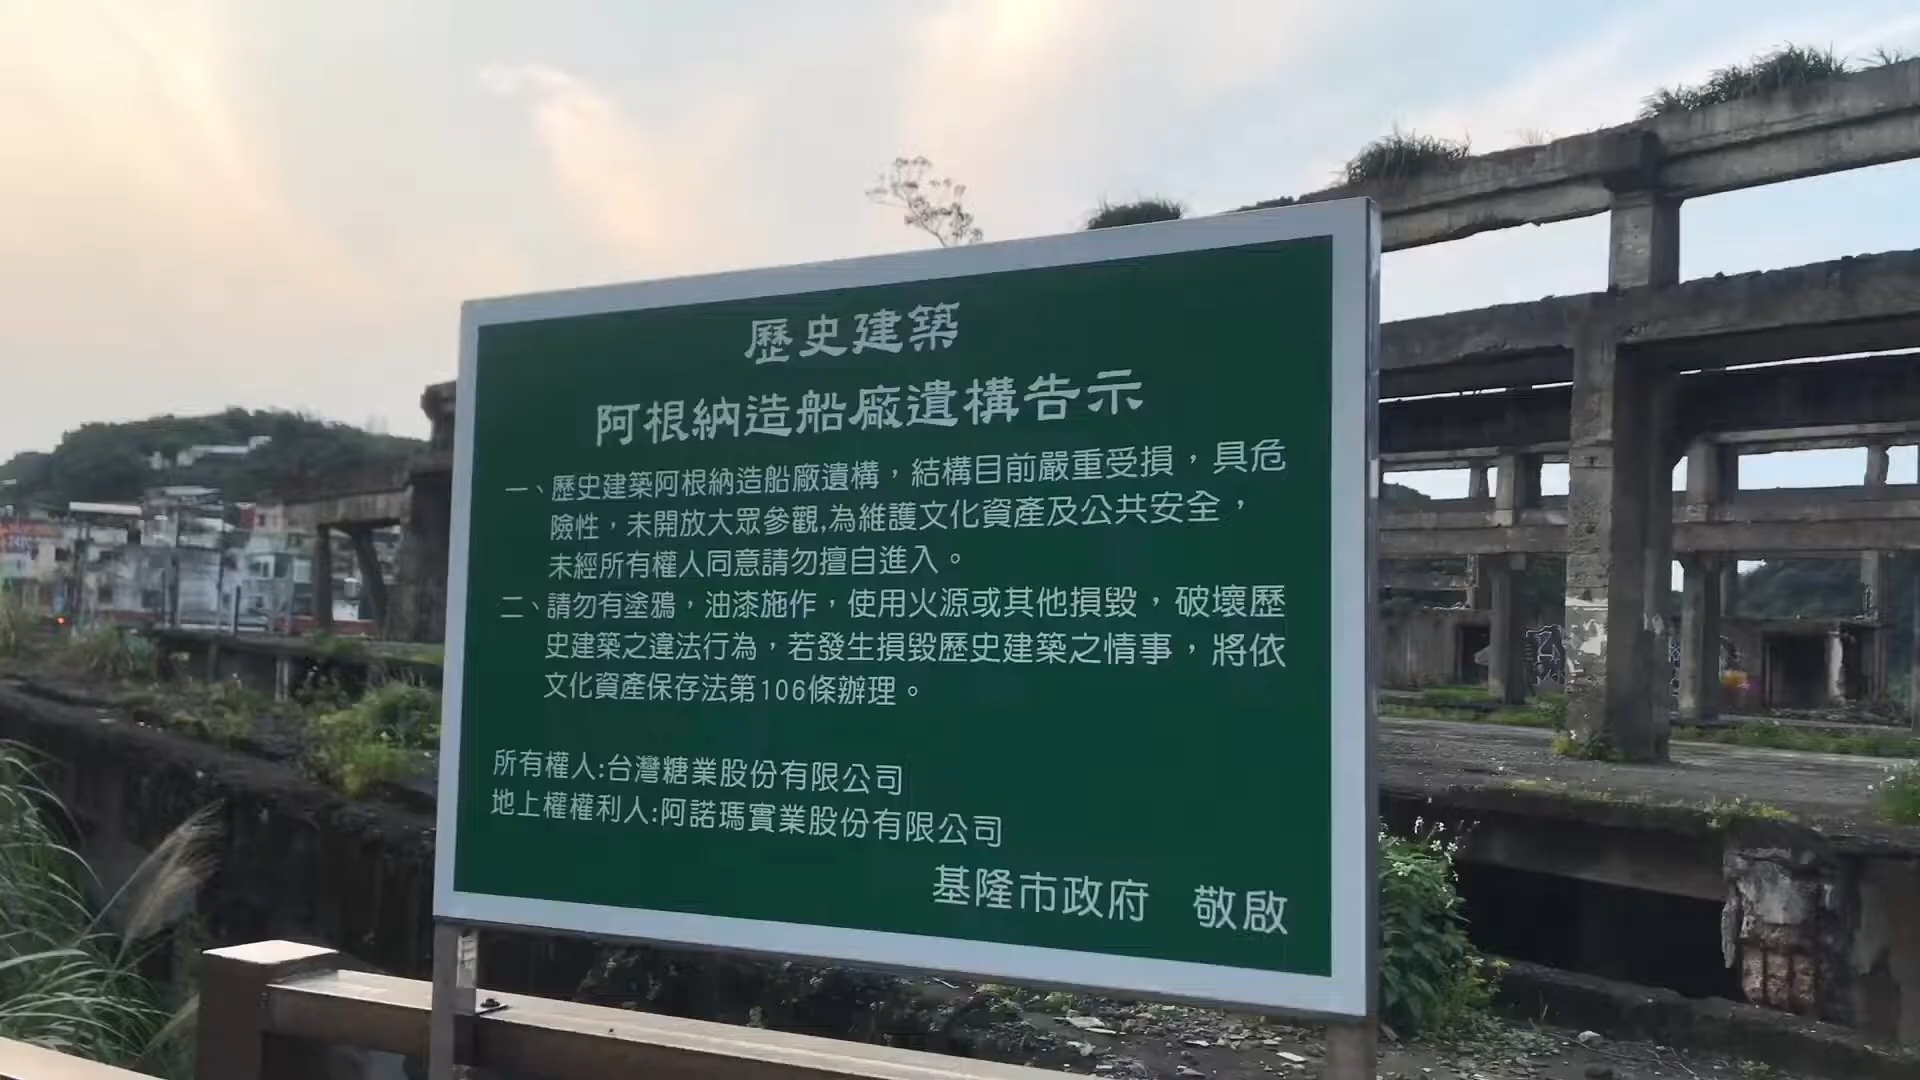 歷史建築
阿根納造船廠遺構告示
一、歷史建築阿根納造船廠遺構，結構目前嚴重受損，具危
險性，未開放大眾參觀,為維護文化資產及公共安全，
未經所有權人同意請勿擅自進入。
二、請勿有塗鴉，油漆施作，使用火源或其他損毀，破壞歷
史建築之違法行為，若發生損毀歷史建築之情事，將依
文化資產保存法第106條辦理。
所有權人:台灣糖業股份有限公司
地上權權利人:阿諾瑪實業股份有限公司
基隆市政府 敬啟